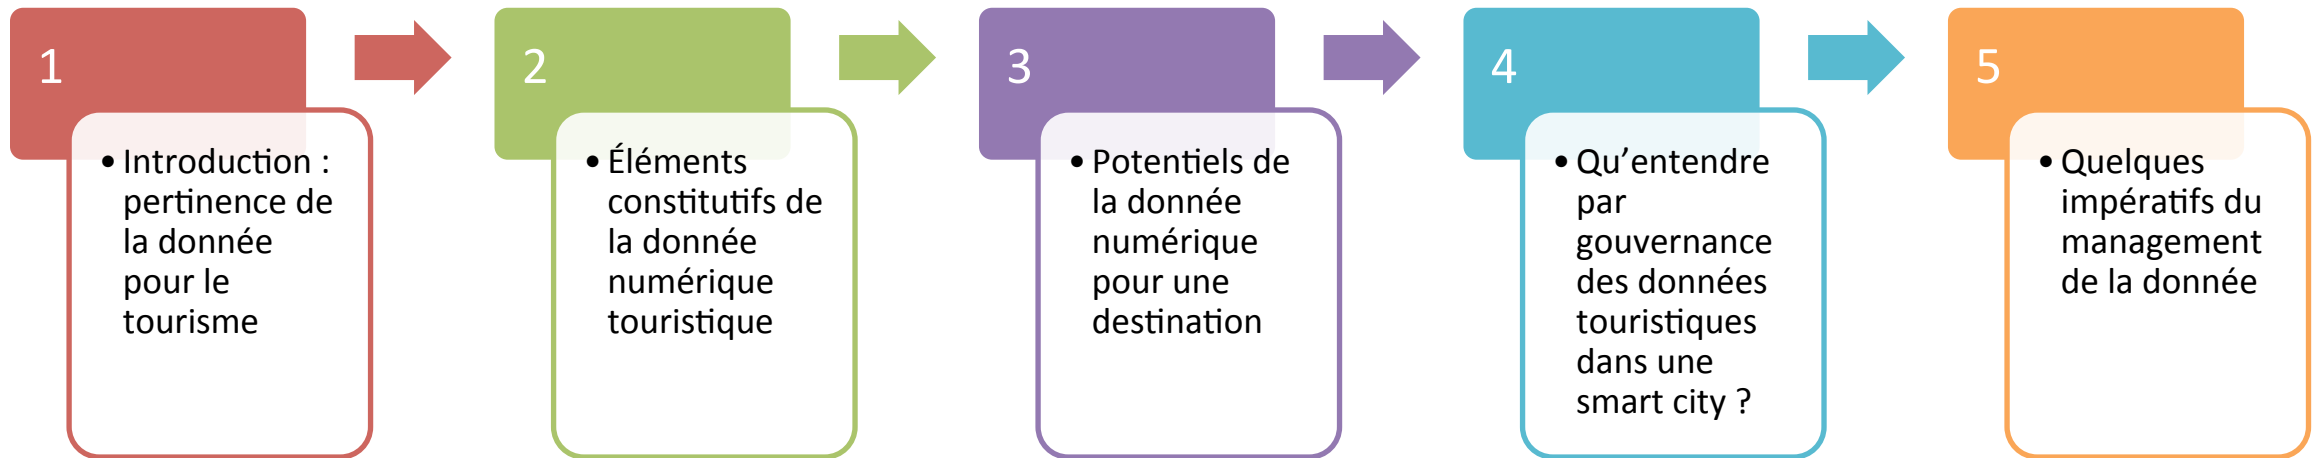 1
• Introduction :
pertinence de
la donnée
pour le
tourisme
2
• Éléments
constitutifs de
la donnée
numérique
touristique
3
• Potentiels de
la donnée
numérique
pour une
destination
4
• Qu’entendre
par
gouvernance
des données
touristiques
dans une
smart city ?
5
• Quelques
impératifs du
management
de la donnée